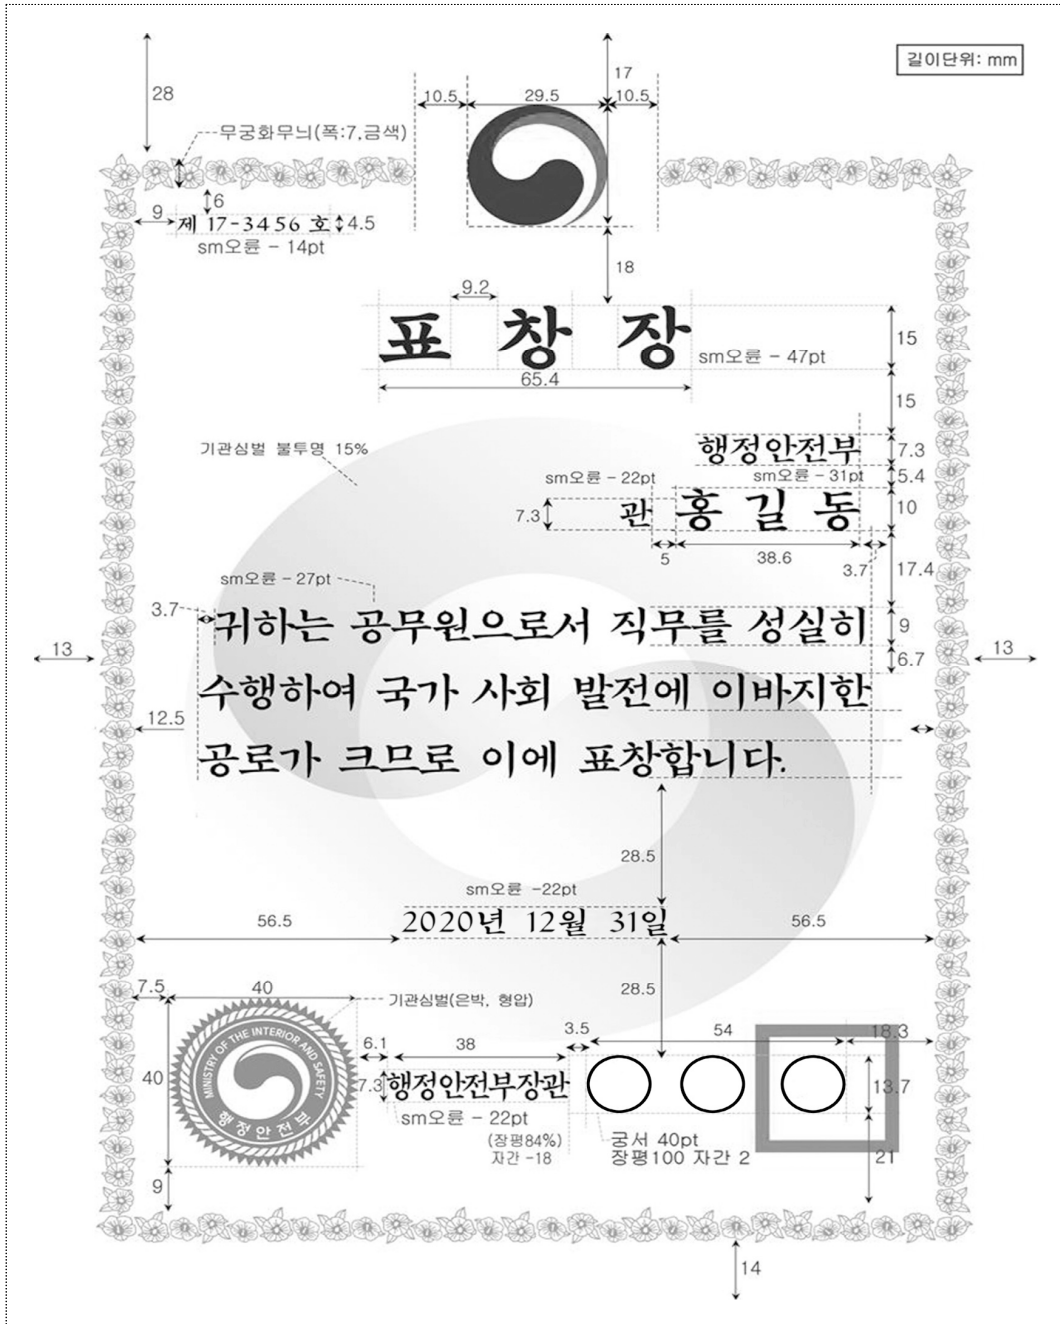 길이단위: mm
17
28
10.5 29.5 10.5
무궁화무늬(폭:7,금색)
6
9
제 17-3456 호 4.5
sm오륜 - 14pt
18
9.2
표 창 장
15
sm오륜 - 47pt
65.4
15
기관심벌 불투명 15%
행정안전부 7.3
sm오륜 - 22pt sm오륜 - 31pt 5.4
7.3 관 홍 길 동 10
5 38.6 3.7 17.4
sm오륜 - 27pt
3.7 귀하는 공무원으로서 직무를 성실히 9
13 6.7 13
수행하여 국가 사회 발전에 이바지한
12.5
공로가 크므로 이에 표창합니다.
28.5
sm오륜 -22pt
56.5 2020년 12월 31일 56.5
7.5 40 28.5
기관심벌(은박, 형압)
3.5 54 18.3
6.1 38
MINISTRY OF THE INTERIOR AND SAFETY
행정안전부
40 7.3 행정안전부장관 ○ ○ ○ 13.7
sm오륜 - 22pt
(장평84%)
자간 -18
궁서 40pt
장평100 자간 2
21
9
14